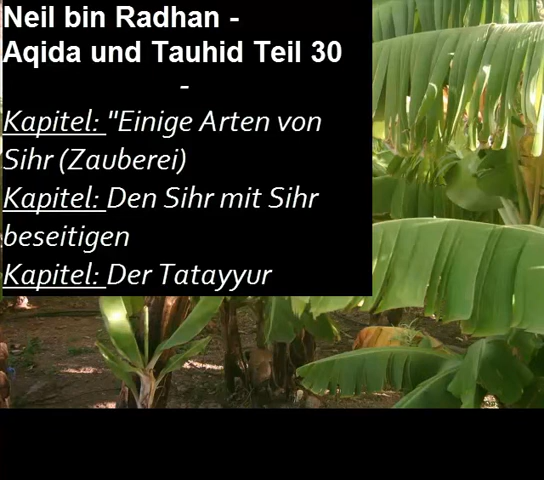 Neil bin Radhan -
Aqida und Tauhid Teil 30
-
Kapitel: "Einige Arten von
Sihr (Zauberei)
Kapitel: Den Sihr mit Sihr
beseitigen
Kapitel: Der Tatayyur